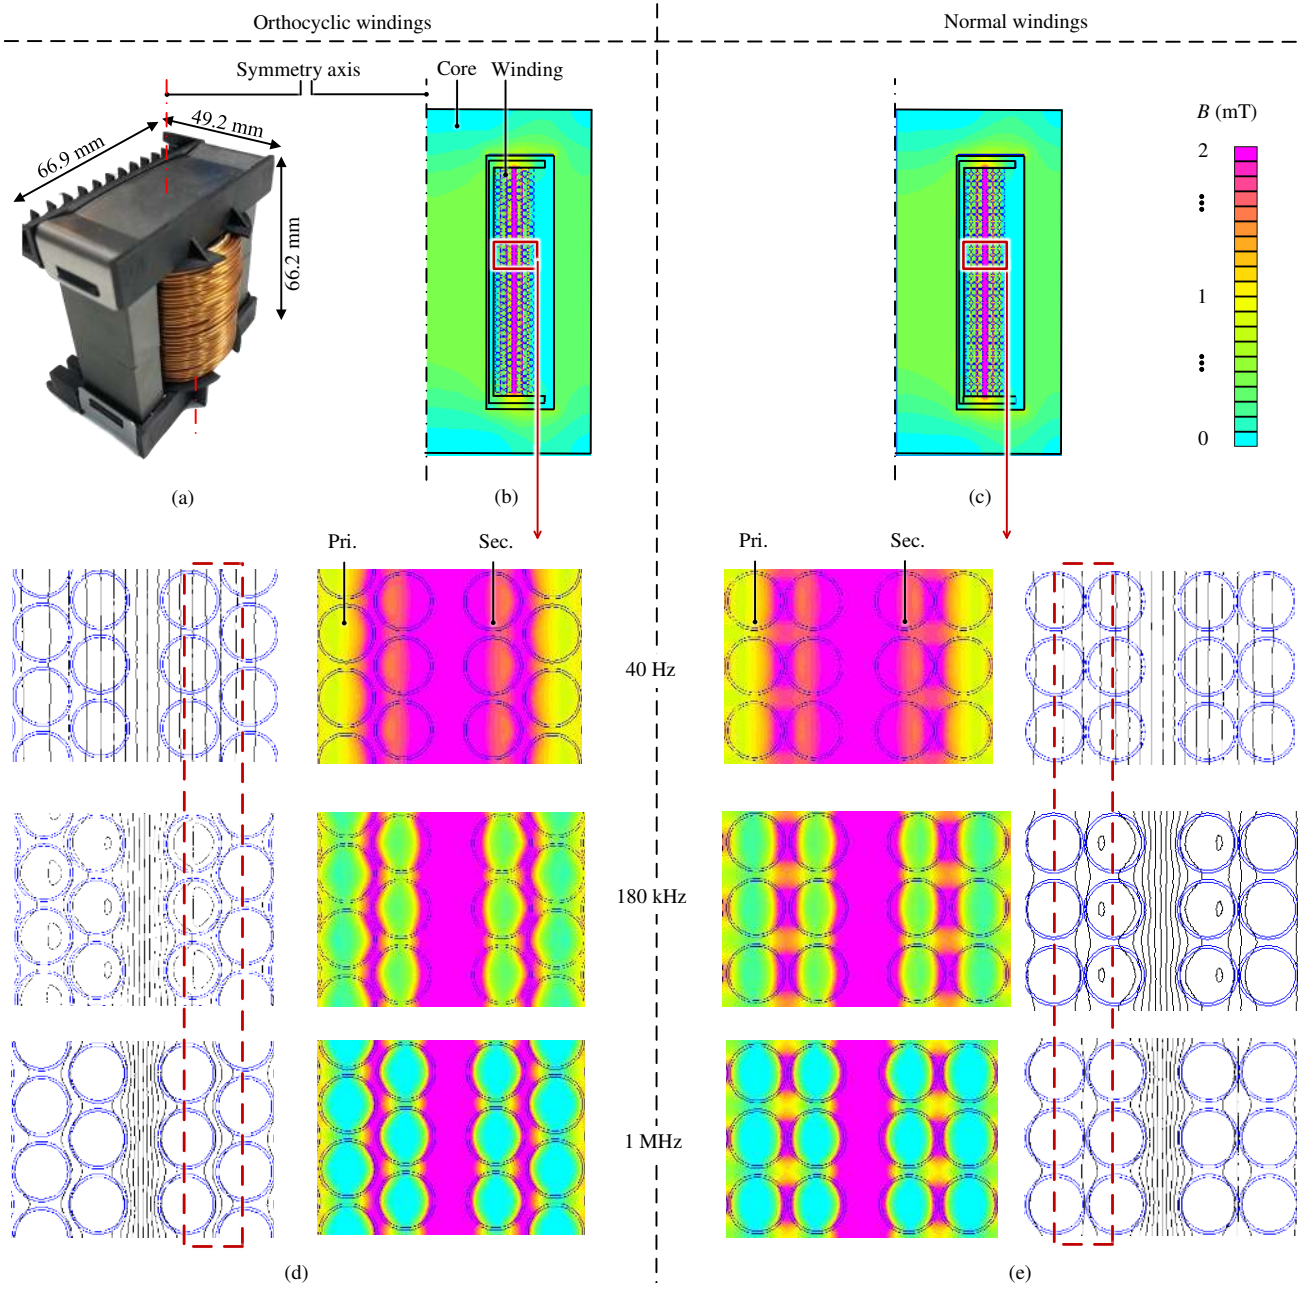 Orthocyclic windings
Normal windings
Symmetry axis
Core
Winding
49.2 mm
66.9 mm
66.2 mm
B (mT)
2
1
0
(a)
(b)
(c)
Pri.
Sec.
Pri.
Sec.
40 Hz
180 kHz
1 MHz
(d)
(e)